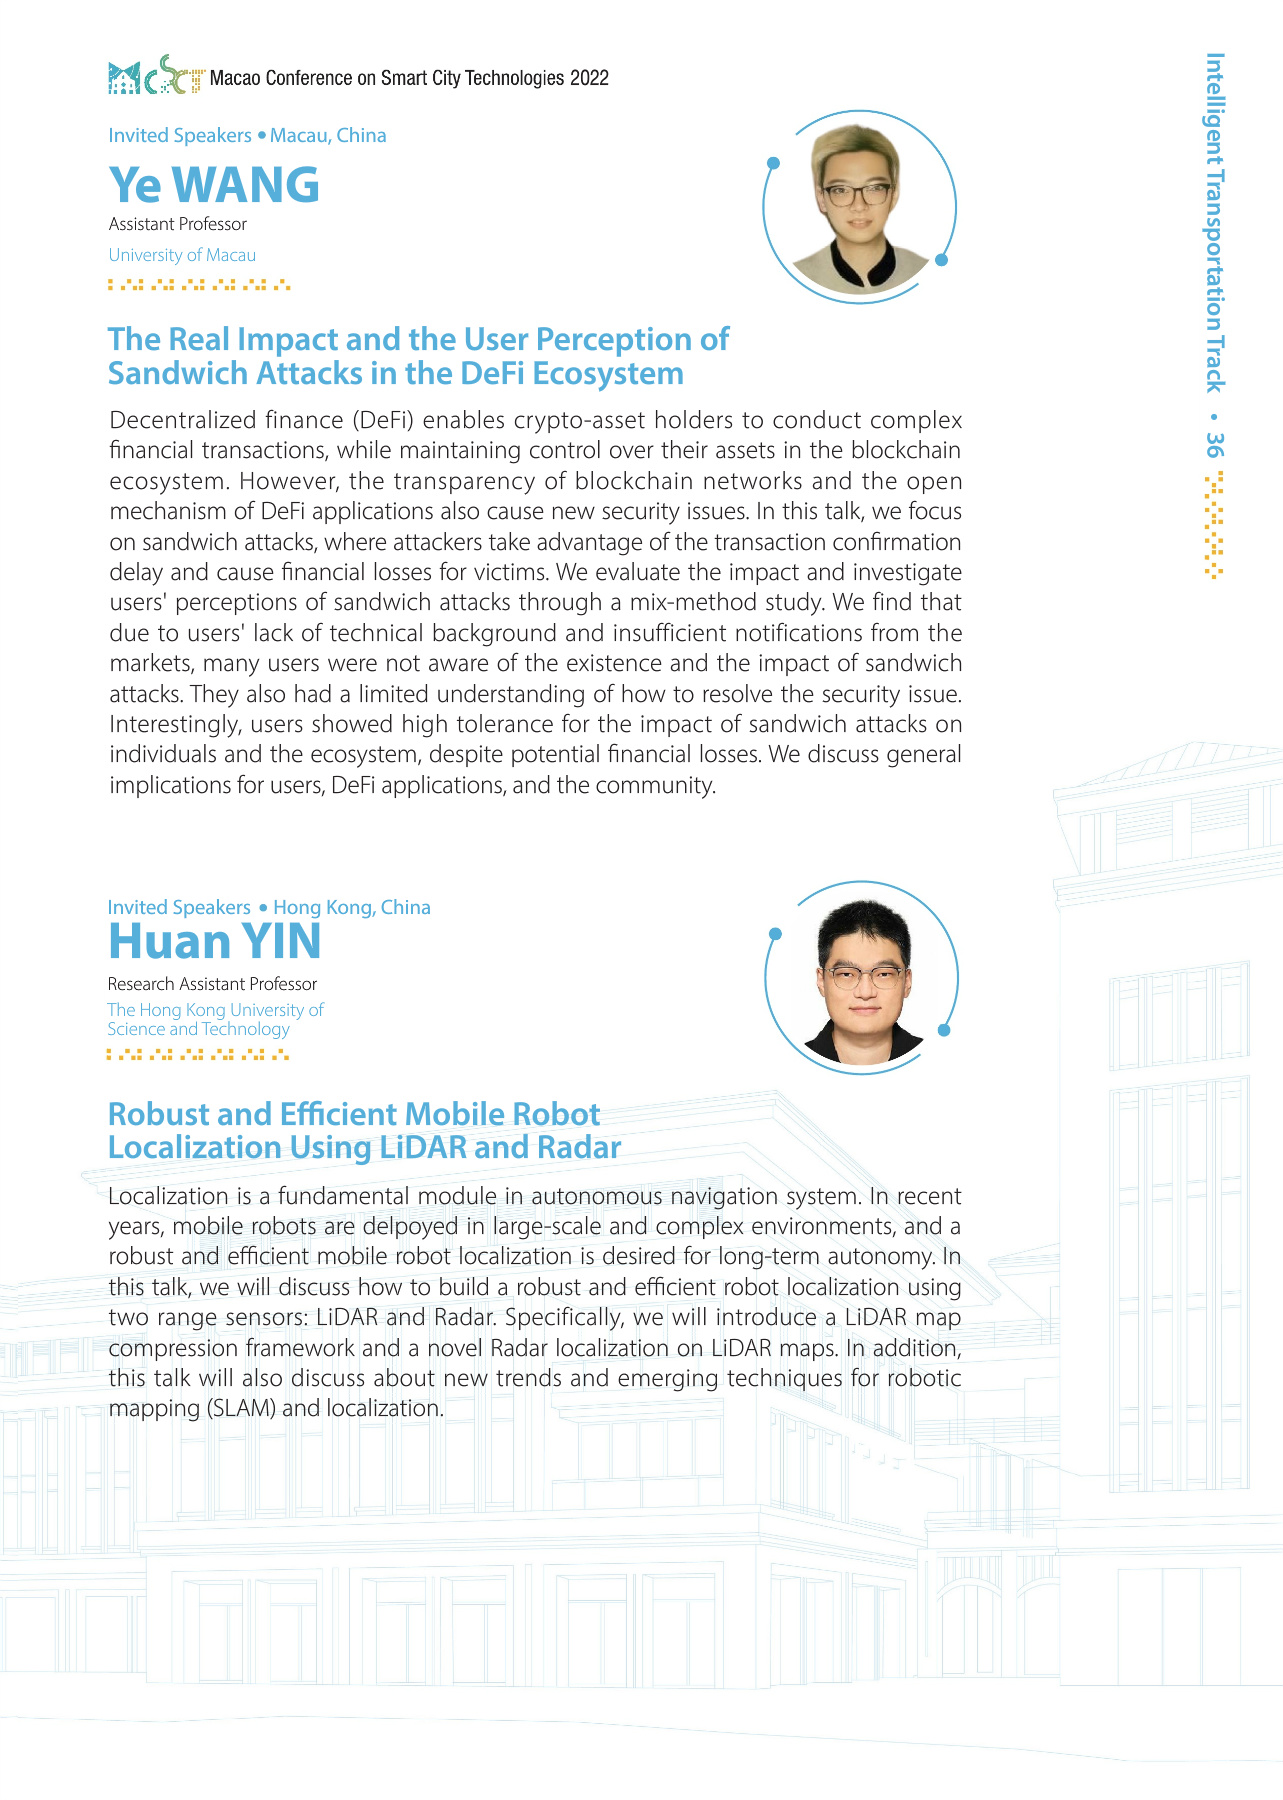 MCSCT Macao Conference on Smart City Technologies 2022
Invited Speakers • Macau, China
Ye WANG
Assistant Professor
University of Macau
The Real Impact and the User Perception of
Sandwich Attacks in the DeFi Ecosystem
Decentralized finance (DeFi) enables crypto-asset holders to conduct complex
financial transactions, while maintaining control over their assets in the blockchain
ecosystem. However, the transparency of blockchain networks and the open
mechanism of DeFi applications also cause new security issues. In this talk, we focus
on sandwich attacks, where attackers take advantage of the transaction confirmation
delay and cause financial losses for victims. We evaluate the impact and investigate
users' perceptions of sandwich attacks through a mix-method study. We find that
due to users' lack of technical background and insufficient notifications from the
markets, many users were not aware of the existence and the impact of sandwich
attacks. They also had a limited understanding of how to resolve the security issue.
Interestingly, users showed high tolerance for the impact of sandwich attacks on
individuals and the ecosystem, despite potential financial losses. We discuss general
implications for users, DeFi applications, and the community.
Invited Speakers • Hong Kong, China
Huan YIN
Research Assistant Professor
The Hong Kong University of
Science and Technology
Robust and Efficient Mobile Robot
Localization Using LiDAR and Radar
Localization is a fundamental module in autonomous navigation system. In recent
years, mobile robots are delpoyed in large-scale and complex environments, and a
robust and efficient mobile robot localization is desired for long-term autonomy. In
this talk, we will discuss how to build a robust and efficient robot localization using
two range sensors: LiDAR and Radar. Specifically, we will introduce a LiDAR map
compression framework and a novel Radar localization on LiDAR maps. In addition,
this talk will also discuss about new trends and emerging techniques for robotic
mapping (SLAM) and localization.
Intelligent Transportation Track • 36